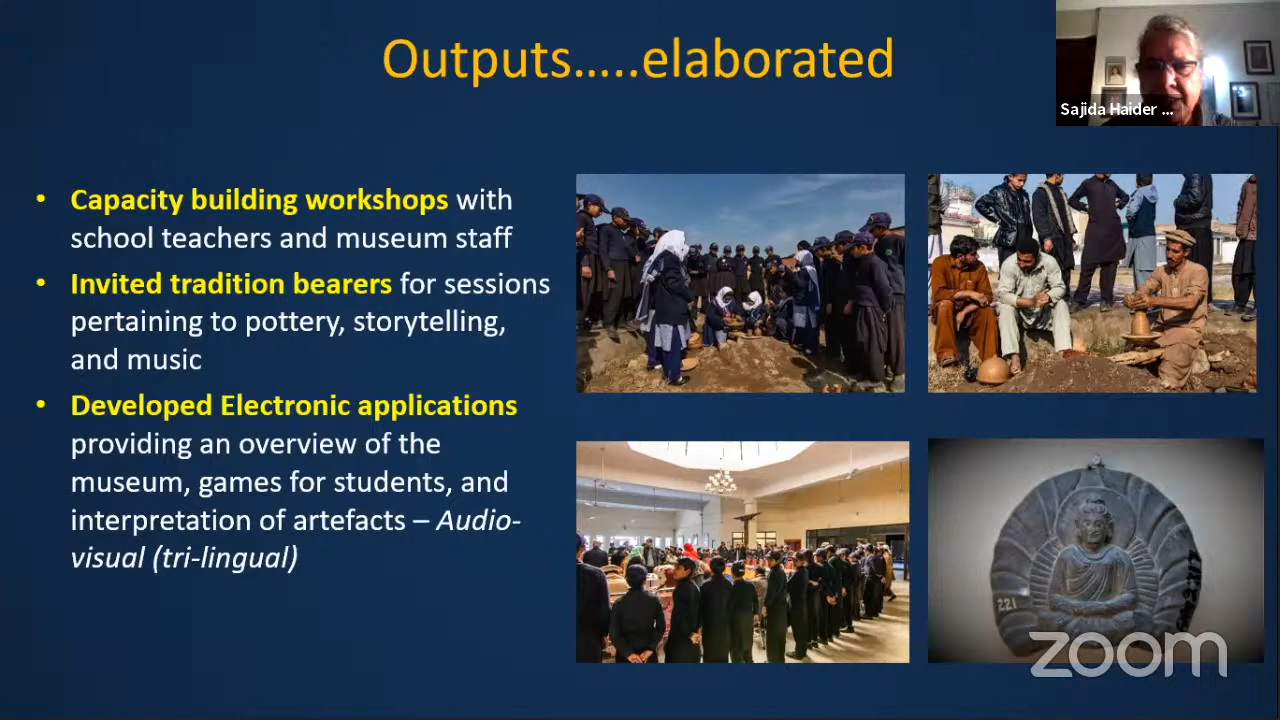 Outputs…..elaborated
Sajida Haider ...
• Capacity building workshops with
school teachers and museum staff
• Invited tradition bearers for sessions
pertaining to pottery, storytelling,
and music
• Developed Electronic applications
providing an overview of the
museum, games for students, and
interpretation of artefacts – Audio-
visual (tri-lingual)
221
zoom